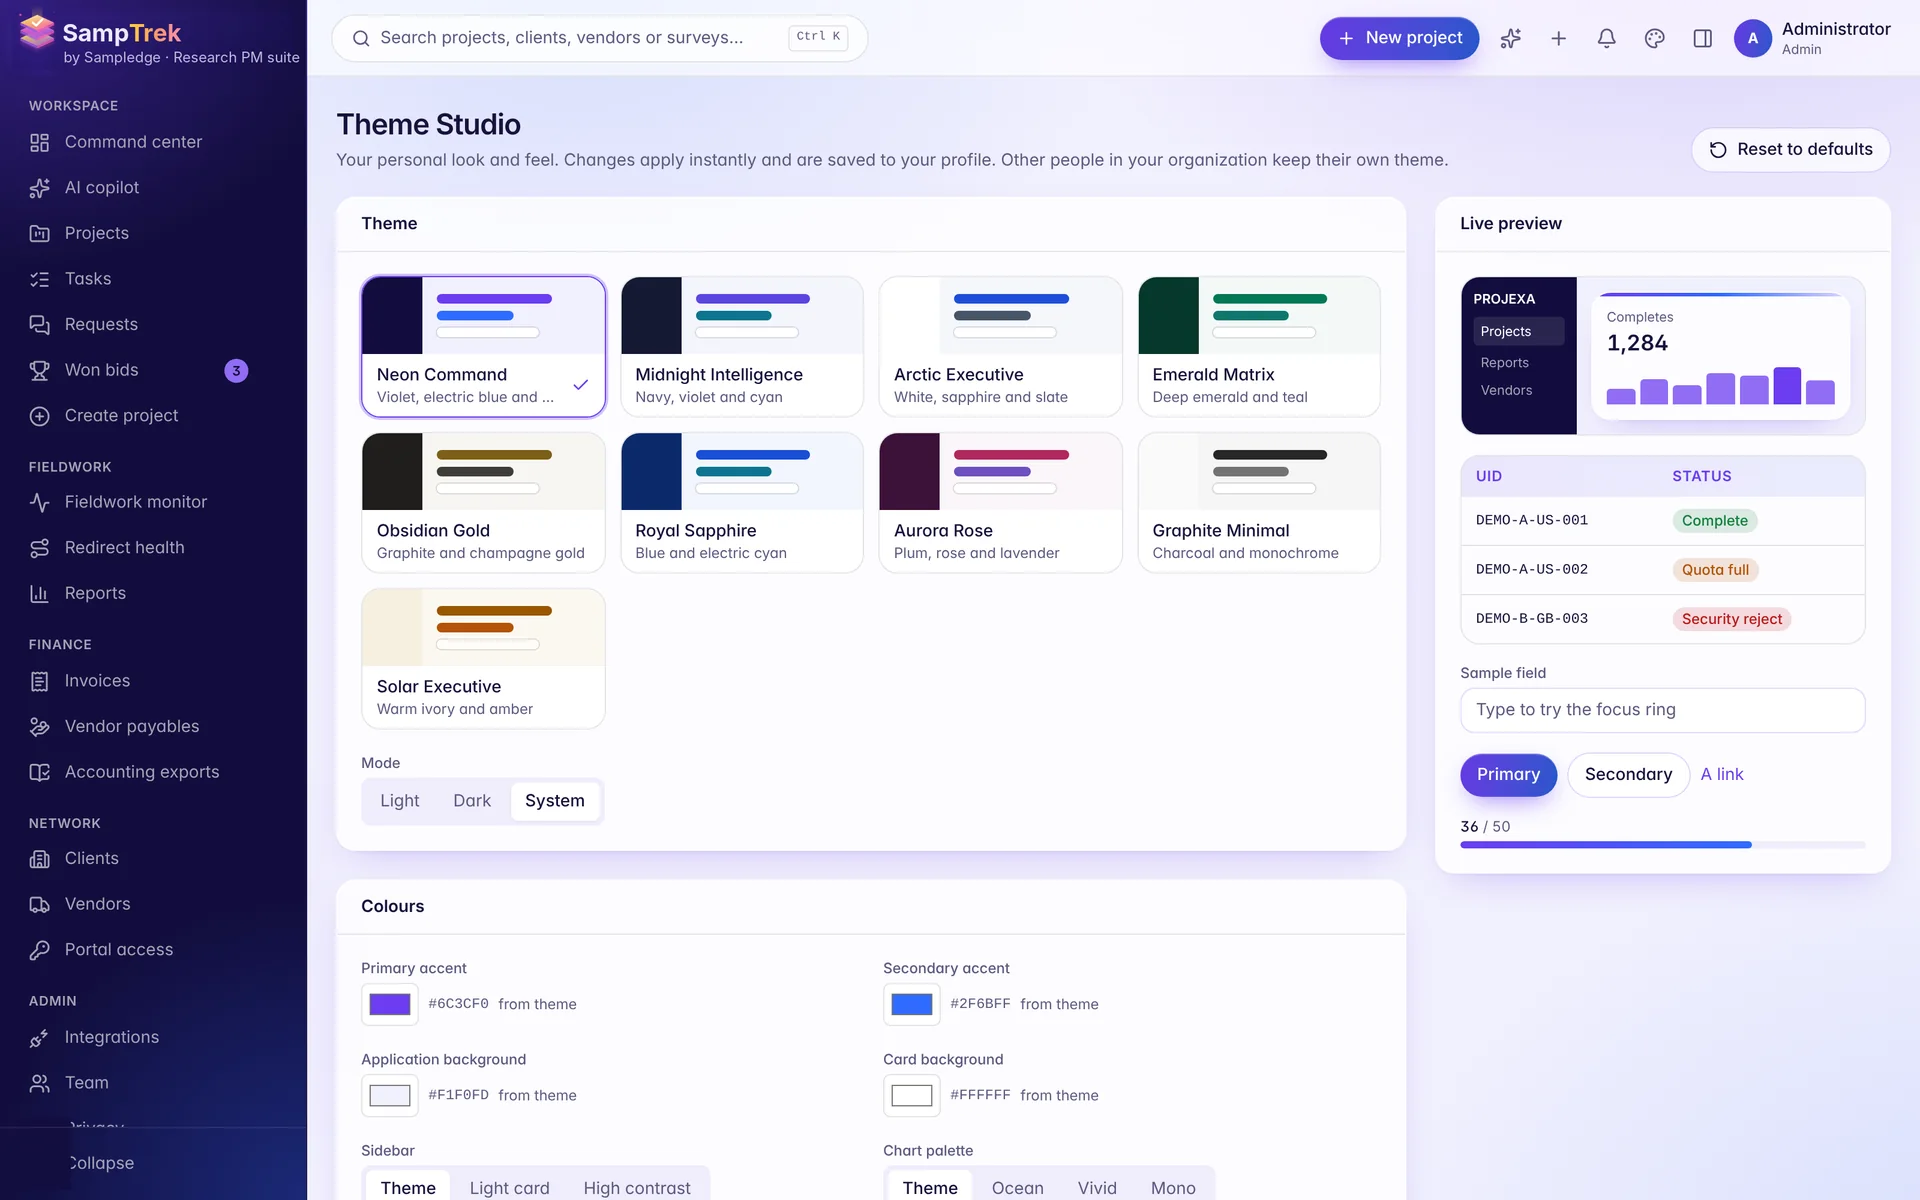 SampTrek
by Sampledge · Research PM suite
WORKSPACE
Command center
AI copilot
Projects
Tasks
Requests
Won bids
3
Create project
FIELDWORK
Fieldwork monitor
Redirect health
Reports
FINANCE
Invoices
Vendor payables
Accounting exports
NETWORK
Clients
Vendors
Portal access
ADMIN
Integrations
Team
Privacy
Collapse
Search projects, clients, vendors or surveys...
Ctrl K
+ New project
A
Administrator
Admin
Theme Studio
Your personal look and feel. Changes apply instantly and are saved to your profile. Other people in your organization keep their own theme.
Reset to defaults
Theme
Neon Command
Violet, electric blue and ...
Midnight Intelligence
Navy, violet and cyan
Arctic Executive
White, sapphire and slate
Emerald Matrix
Deep emerald and teal
Obsidian Gold
Graphite and champagne gold
Royal Sapphire
Blue and electric cyan
Aurora Rose
Plum, rose and lavender
Graphite Minimal
Charcoal and monochrome
Solar Executive
Warm ivory and amber
Mode
Light Dark System
Colours
Primary accent
#6C3CF0 from theme
Secondary accent
#2F6BFF from theme
Application background
#F1F0FD from theme
Card background
#FFFFFF from theme
Sidebar
Theme Light card High contrast
Chart palette
Theme Ocean Vivid Mono
Live preview
PROJEXA
Projects
Reports
Vendors
Completes
1,284
UID STATUS
DEMO-A-US-001 Complete
DEMO-A-US-002 Quota full
DEMO-B-GB-003 Security reject
Sample field
Type to try the focus ring
Primary Secondary A link
36 / 50